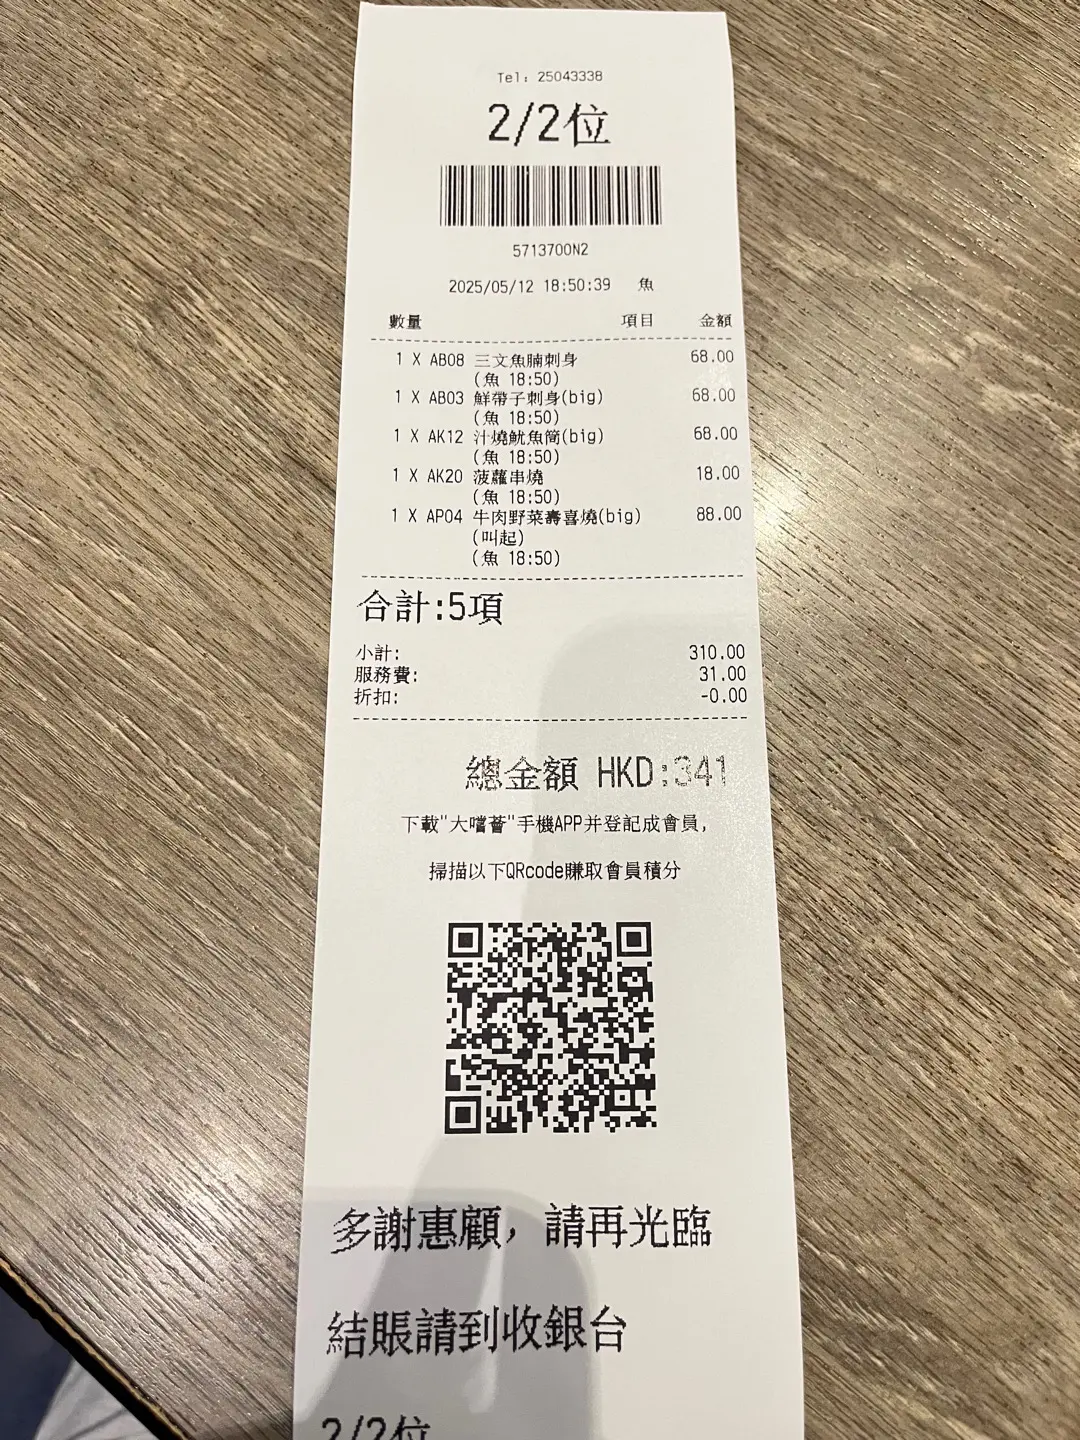 Tel: 25043338
2/2位
5713700N2
2025/05/12 18:50:39 魚
數量 項目 金額
1 X AB08 三文魚腩刺身 68.00
(魚 18:50)
1 X AB03 鮮帶子刺身(big) 68.00
(魚 18:50)
1 X AK12 汁燒魷魚筒(big) 68.00
(魚 18:50)
1 X AK20 菠蘿串燒 18.00
(魚 18:50)
1 X AP04 牛肉野菜壽喜燒(big) 88.00
(叫起)
(魚 18:50)
合計:5項
小計: 310.00
服務費: 31.00
折扣: -0.00
總金額 HKD:341
下載"大嚐薈"手機APP并登記成會員,
掃描以下QRcode賺取會員積分
多謝惠顧，請再光臨
結賬請到收銀台
2/2位